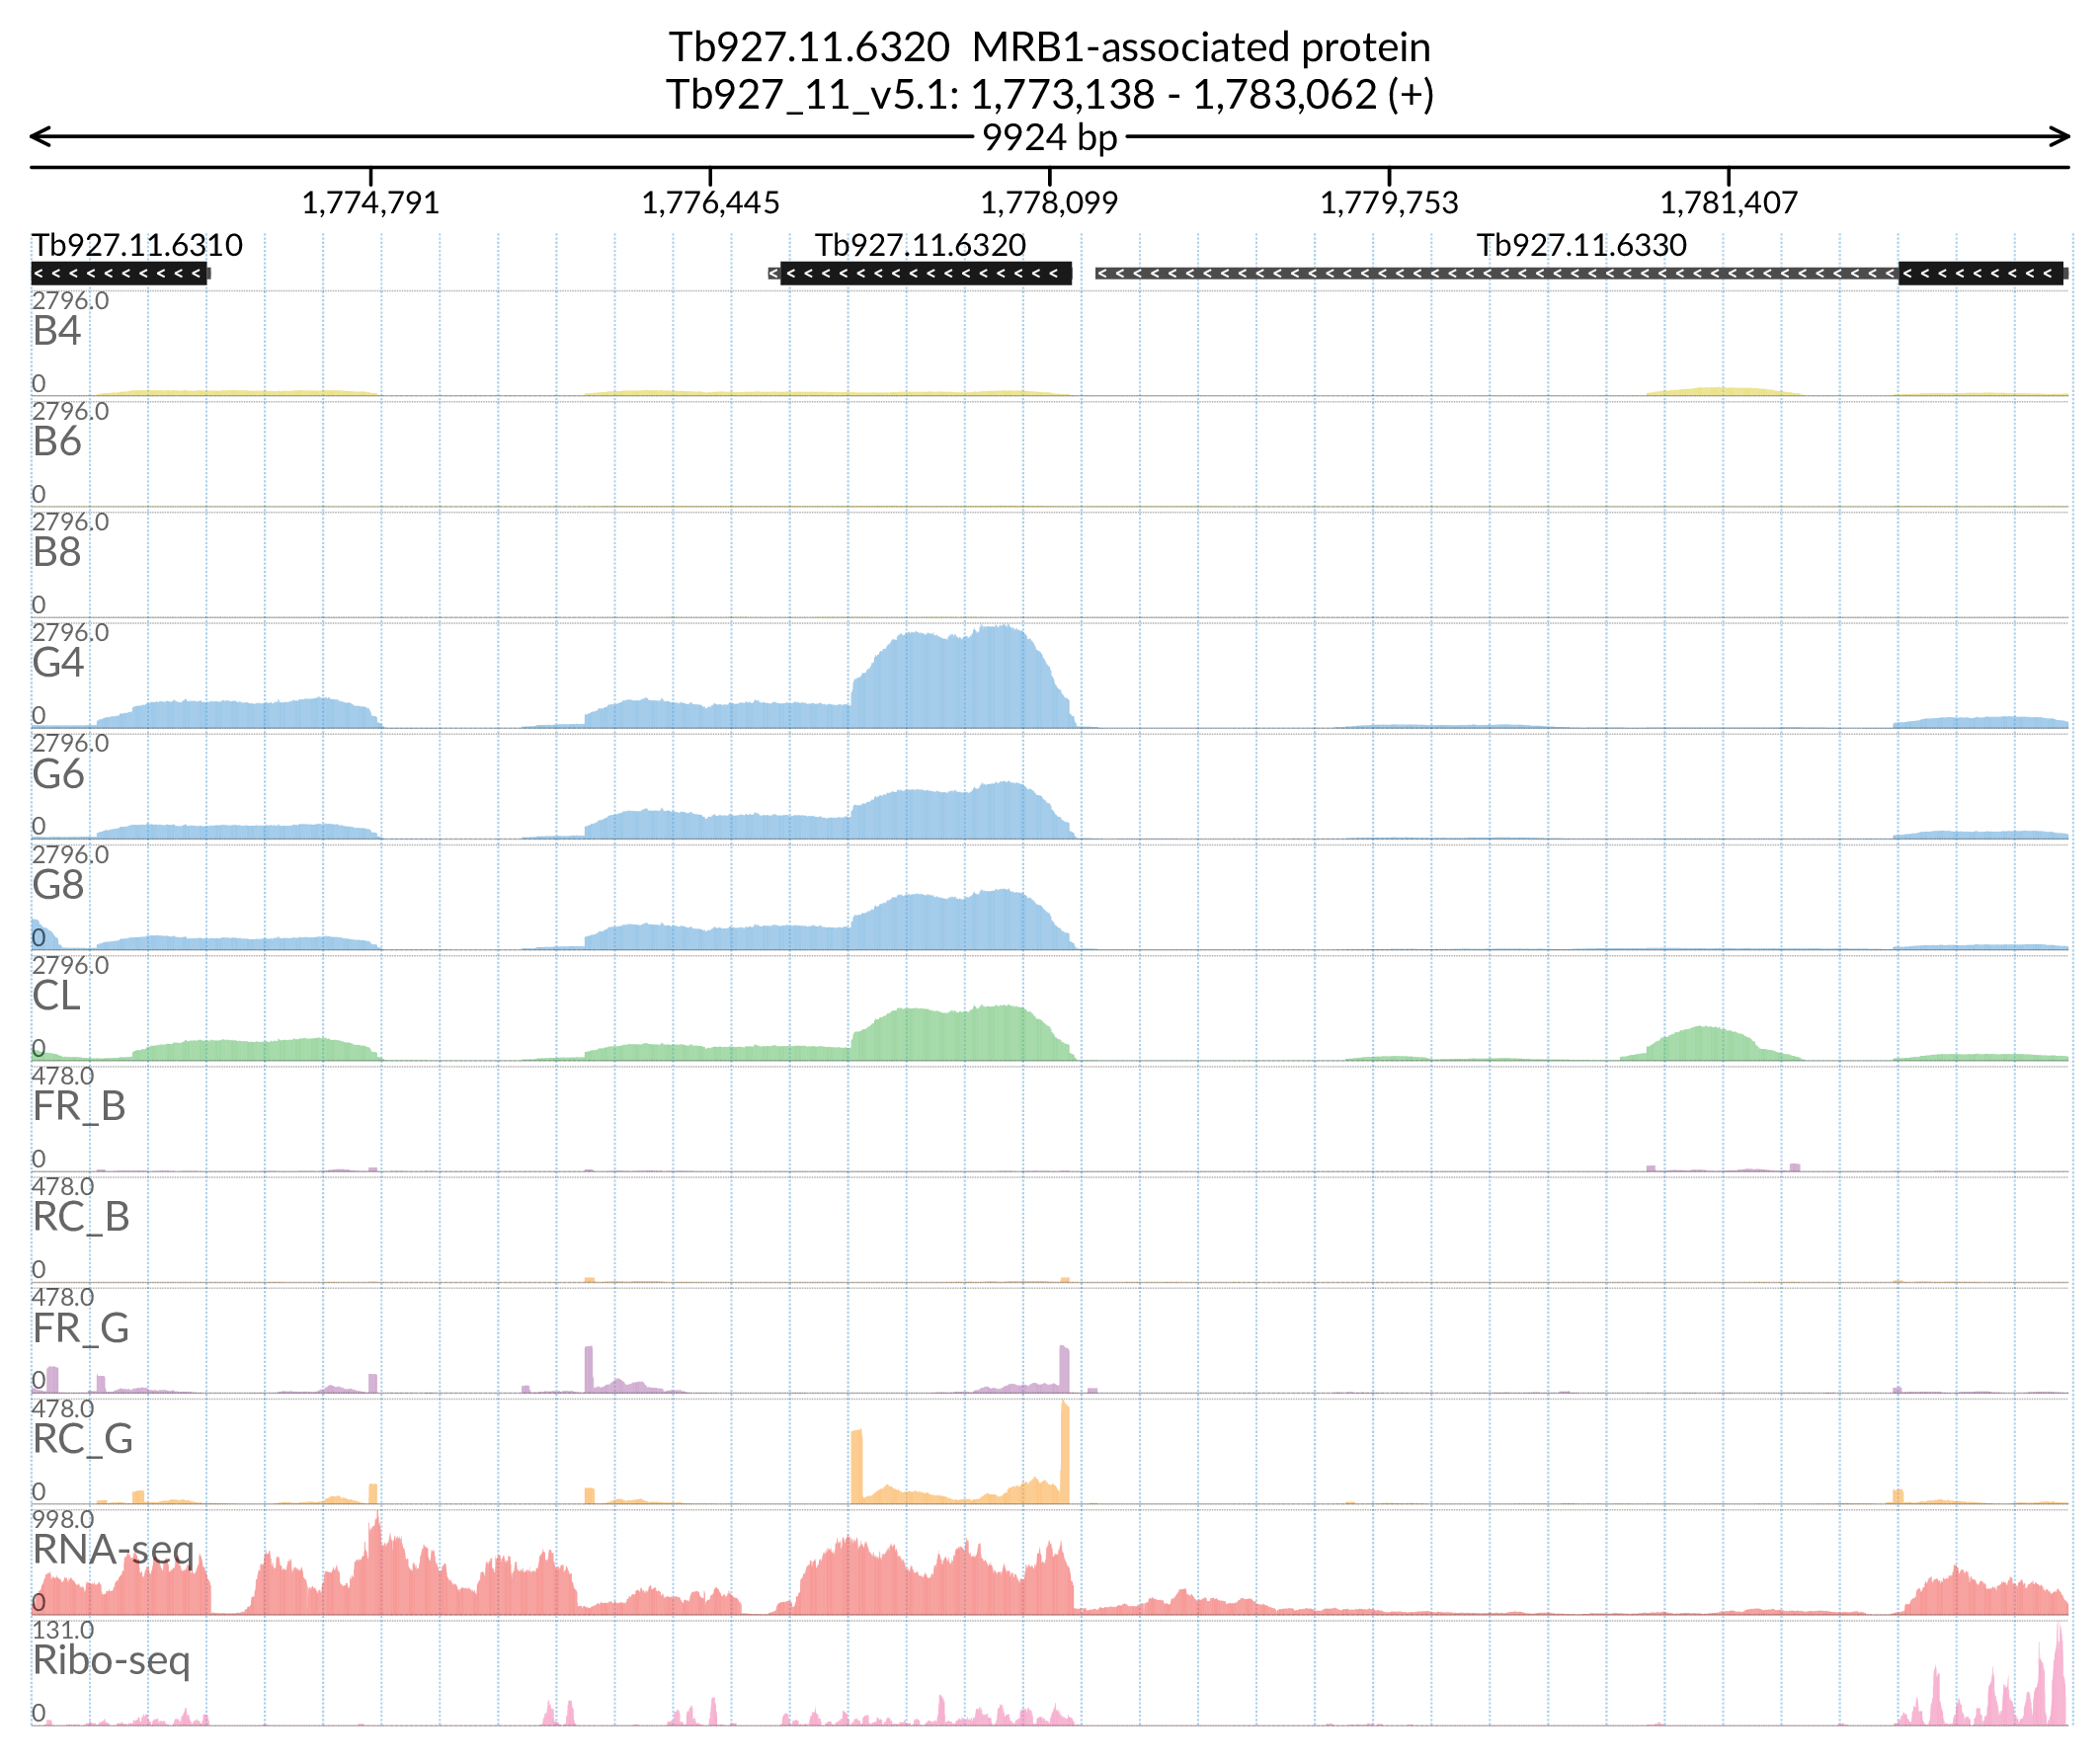 Tb927.11.6320 MRB1-associated protein
Tb927_11_v5.1: 1,773,138 - 1,783,062 (+)
9924 bp
1,774,791 1,776,445 1,778,099 1,779,753 1,781,407
Tb927.11.6310 Tb927.11.6320 Tb927.11.6330
2796.0
B4
0
2796.0
B6
0
2796.0
B8
0
2796.0
G4
0
2796.0
G6
0
2796.0
G8
0
2796.0
CL
0
478.0
FR_B
0
478.0
RC_B
0
478.0
FR_G
0
478.0
RC_G
0
998.0
RNA-seq
0
131.0
Ribo-seq
0